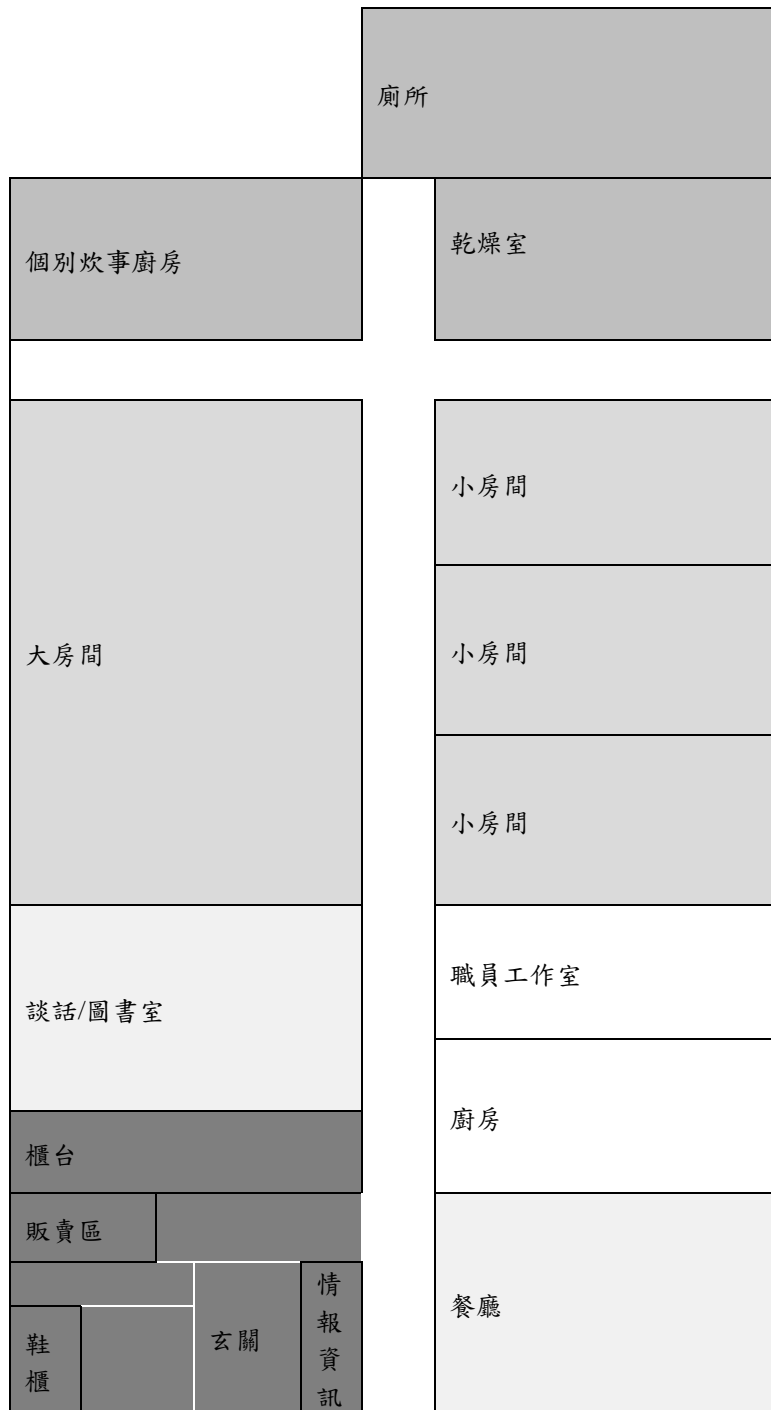 廁所
個別炊事廚房
乾燥室
小房間
大房間
小房間
小房間
談話/圖書室
職員工作室
櫃台
廚房
販賣區
鞋櫃
玄關
情報資訊
餐廳